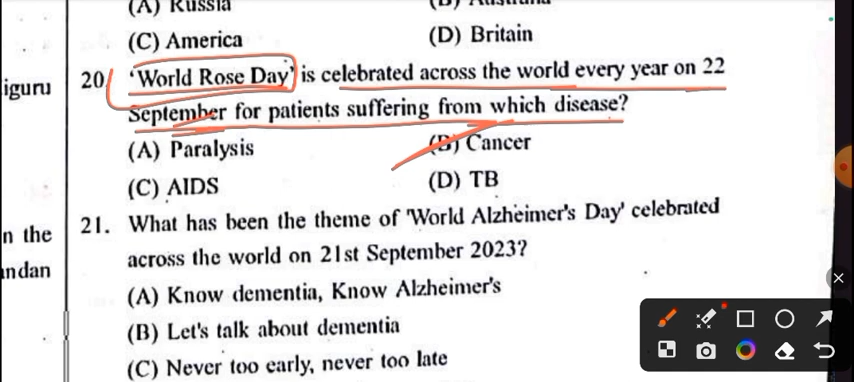 (A) Russia
(C) America
(D) Britain
iguru
20
'World Rose Day' is celebrated across the world every year on 22
September for patients suffering from which disease?
(A) Paralysis
(B) Cancer
(C) AIDS
(D) TB
n the
andan
21. What has been the theme of 'World Alzheimer's Day' celebrated
across the world on 21st September 2023?
(A) Know dementia, Know Alzheimer's
(B) Let's talk about dementia
(C) Never too early, never too late